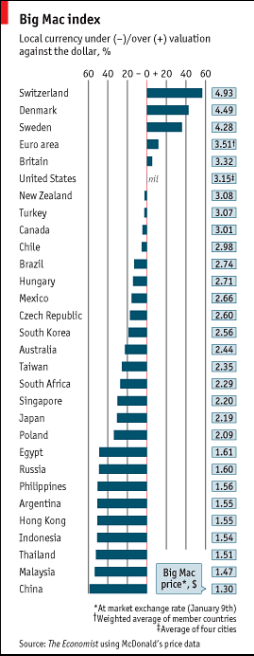 Big Mac index
Local currency under (−)/over (+) valuation
against the dollar, %
60 40 20 – 0 + 20 40 60
Switzerland 4.93
Denmark 4.49
Sweden 4.28
Euro area 3.51†
Britain 3.32
United States nil 3.15‡
New Zealand 3.08
Turkey 3.07
Canada 3.01
Chile 2.98
Brazil 2.74
Hungary 2.71
Mexico 2.66
Czech Republic 2.60
South Korea 2.56
Australia 2.44
Taiwan 2.35
South Africa 2.29
Singapore 2.20
Japan 2.19
Poland 2.09
Egypt 1.61
Russia 1.60
Philippines 1.56
Argentina 1.55
Hong Kong 1.55
Indonesia 1.54
Thailand 1.51
Malaysia 1.47
China 1.30
Big Mac
price*, $
*At market exchange rate (January 9th)
†Weighted average of member countries
‡Average of four cities
Source: The Economist using McDonald's price data